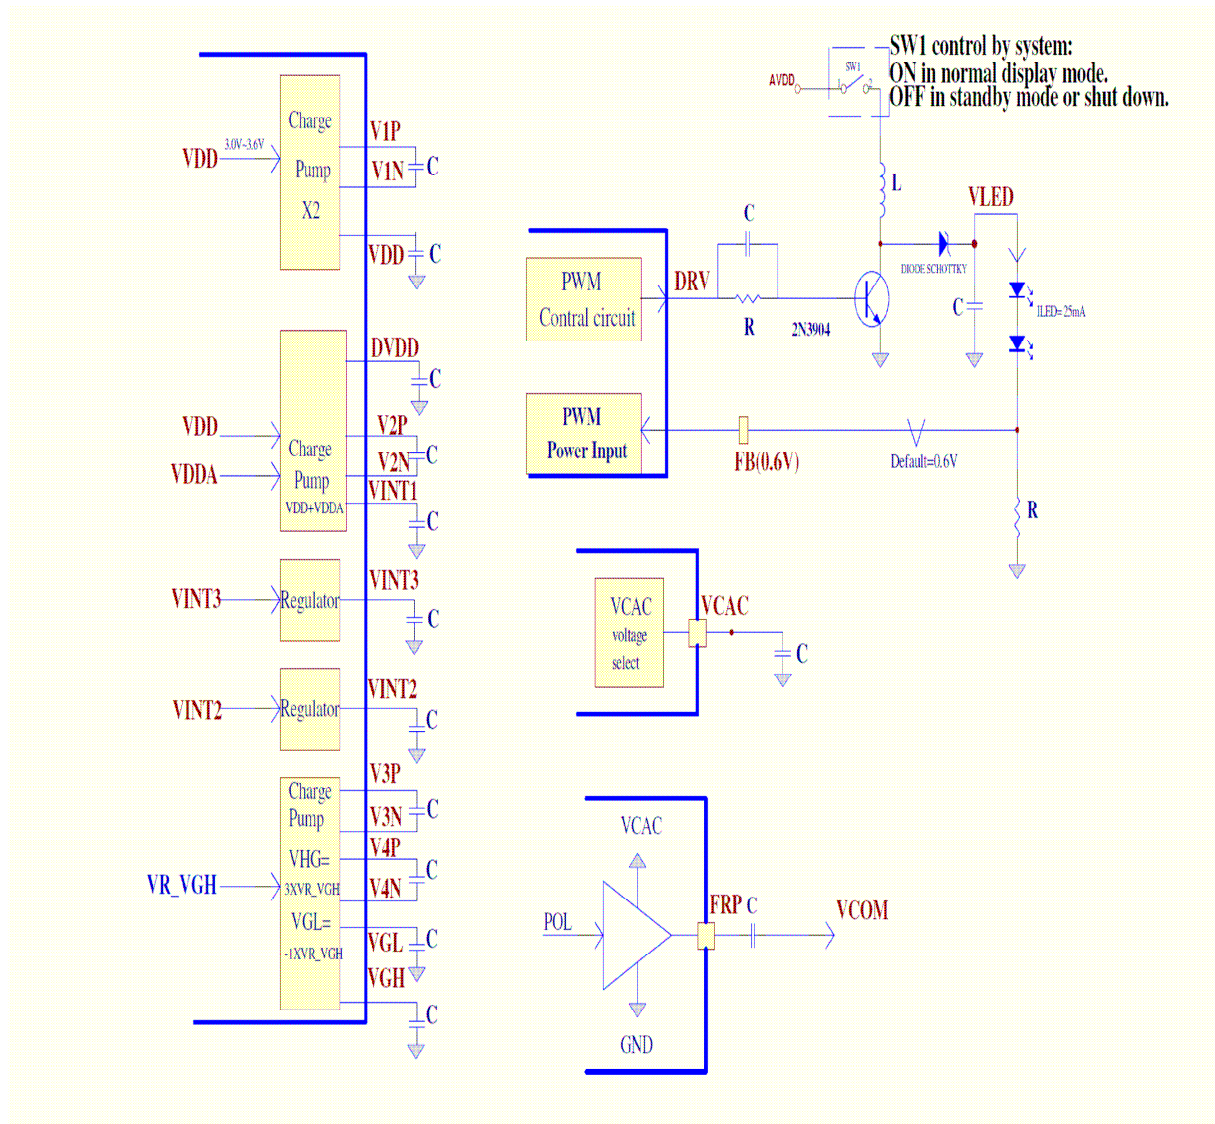 SW1 control by system:
ON in normal display mode.
OFF in standby mode or shut down.
AVDD
SW1
1
2
L
VLED
DIODE SCHOTTKY
C
ILED= 25mA
2N3904
C
R
DRV
PWM
Contral circuit
PWM
Power Input
FB(0.6V)
Default=0.6V
R
VDD
3.0V~3.6V
Charge
Pump
X2
V1P
V1N
C
VDD
C
VDD
VDDA
Charge
Pump
VDD+VDDA
DVDD
C
V2P
V2N
C
VINT1
C
VINT3
Regulator
VINT3
C
VINT2
Regulator
VINT2
C
VR_VGH
Charge
Pump
VHG=
3XVR_VGH
VGL=
-1XVR_VGH
V3P
V3N
C
V4P
V4N
C
VGL
C
VGH
C
VCAC
voltage
select
VCAC
C
VCAC
POL
GND
FRP
C
VCOM